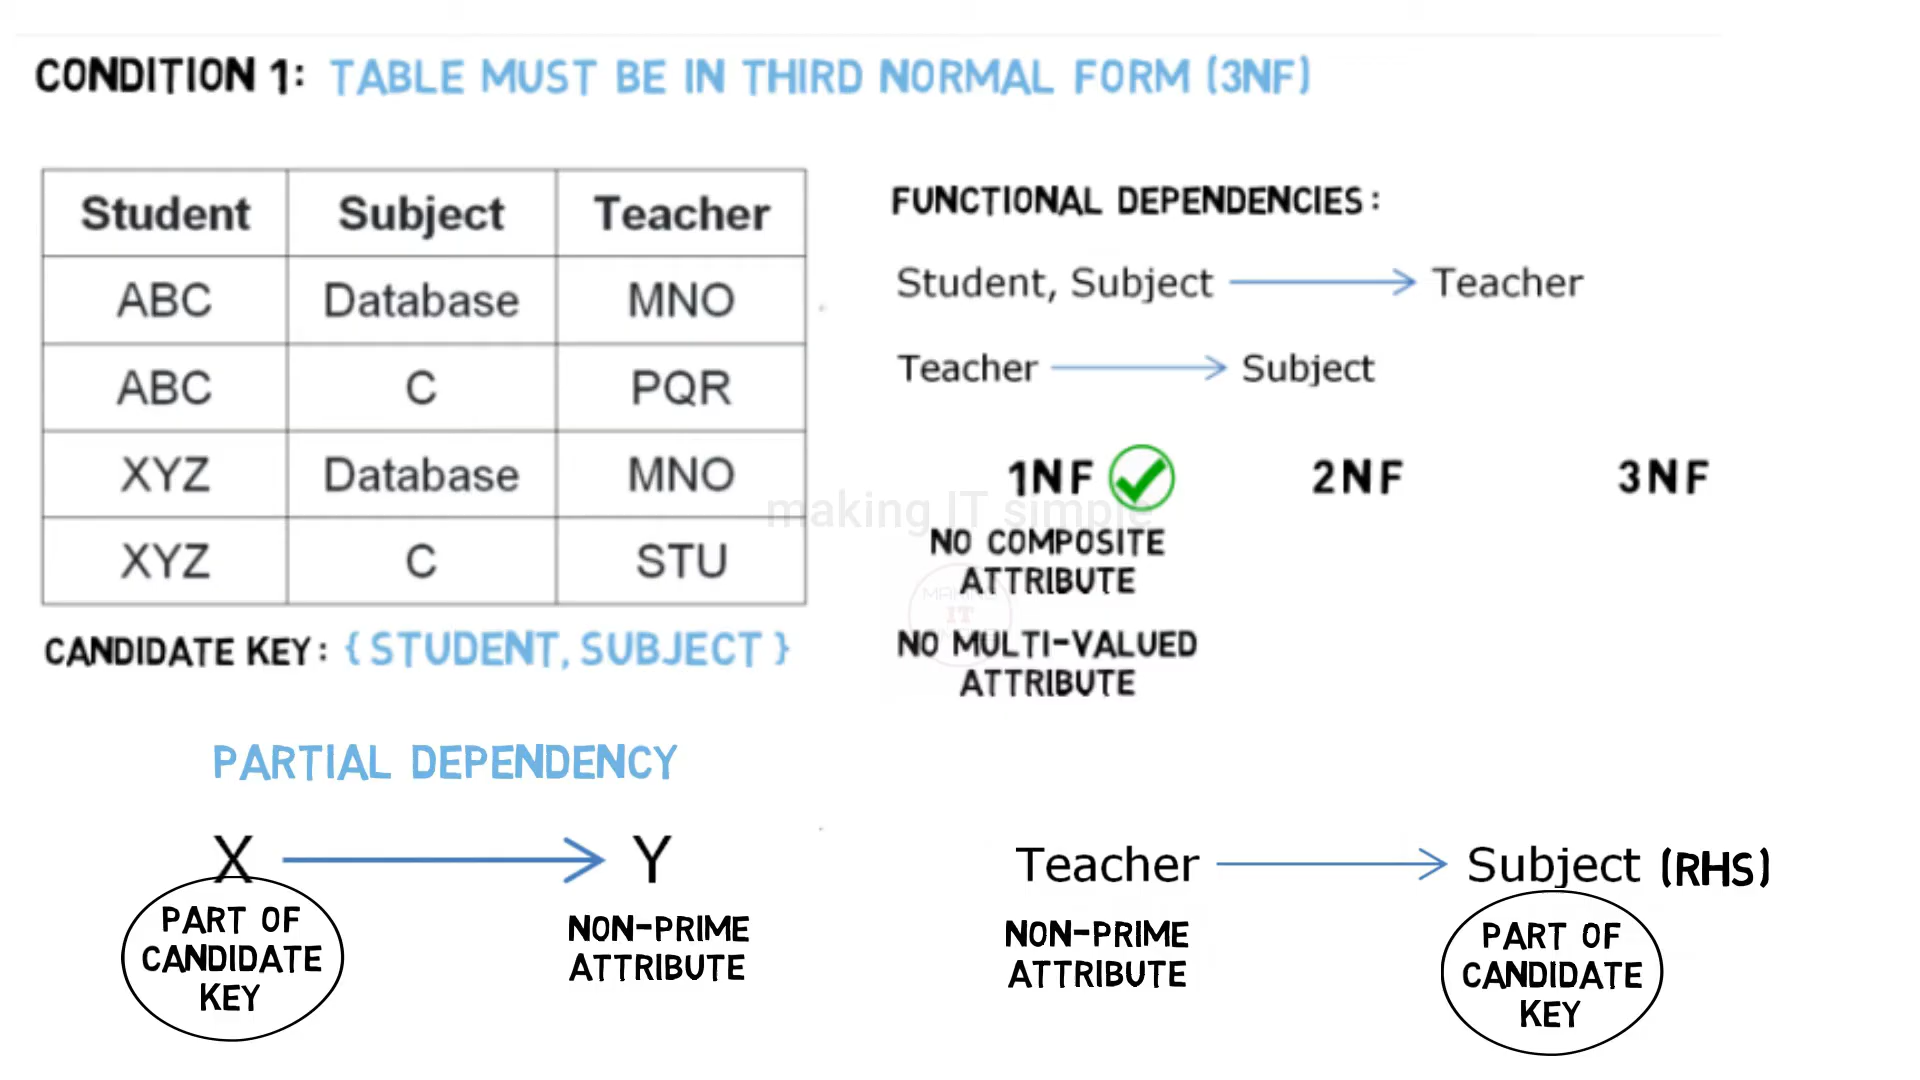 CONDITION 1: TABLE MUST BE IN THIRD NORMAL FORM (3NF)
Student Subject Teacher
ABC Database MNO
ABC C PQR
XYZ Database MNO
XYZ C STU
CANDIDATE KEY: { STUDENT, SUBJECT }
FUNCTIONAL DEPENDENCIES:
Student, Subject → Teacher
Teacher → Subject
1NF 2NF 3NF
making IT simple
NO COMPOSITE
ATTRIBUTE
NO MULTI-VALUED
ATTRIBUTE
IT
PARTIAL DEPENDENCY
X → Y
PART OF
CANDIDATE
KEY
NON-PRIME
ATTRIBUTE
Teacher → Subject (RHS)
NON-PRIME
ATTRIBUTE
PART OF
CANDIDATE
KEY